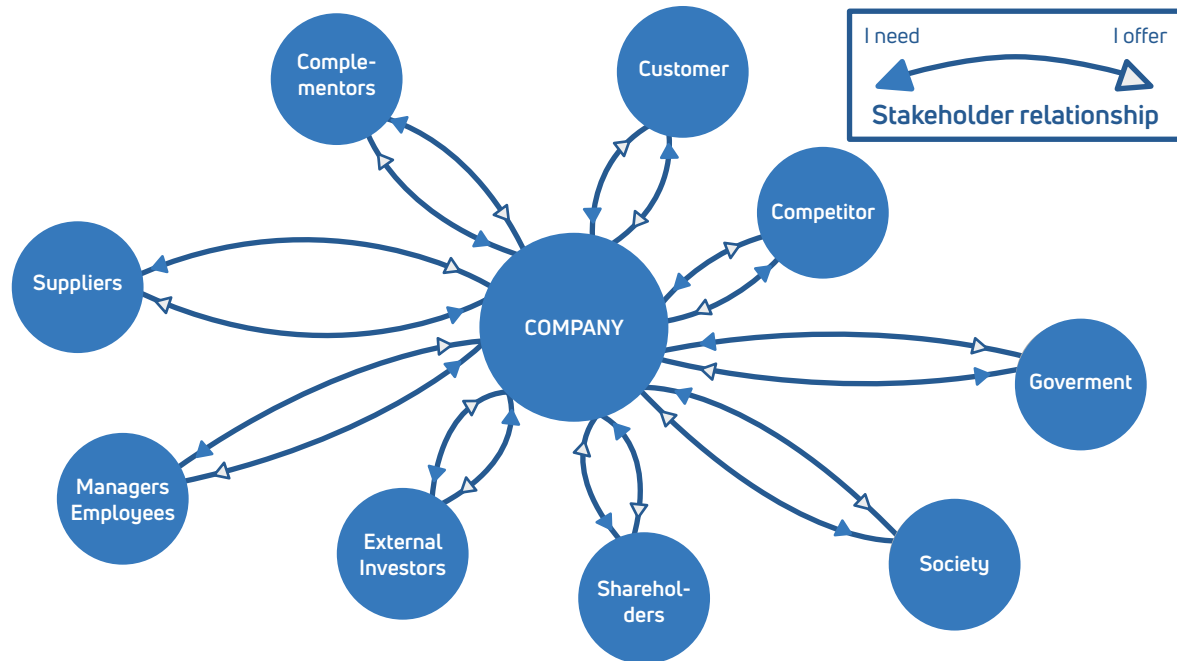 I need
I offer
Stakeholder relationship
Comple-
mentors
Customer
Competitor
Suppliers
COMPANY
Goverment
Managers
Employees
External
Investors
Sharehol-
ders
Society